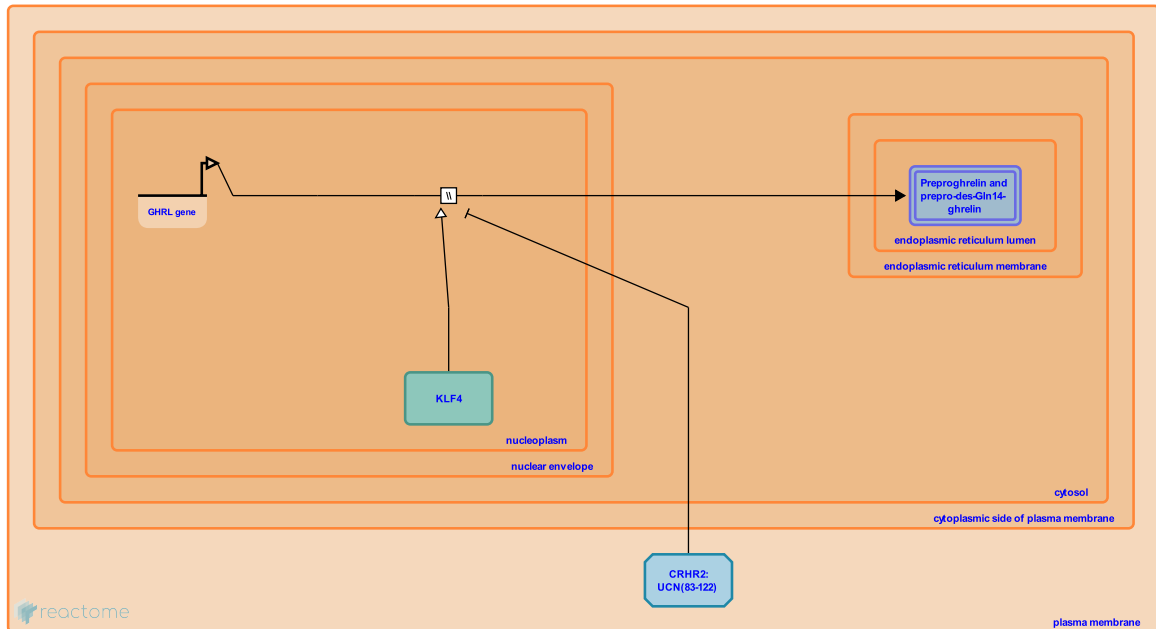 GHRL gene
\\
Preproghrelin and
prepro-des-Gln14-
ghrelin
endoplasmic reticulum lumen
endoplasmic reticulum membrane
KLF4
nucleoplasm
nuclear envelope
cytosol
cytoplasmic side of plasma membrane
CRHR2:
UCN(83-122)
reactome
plasma membrane